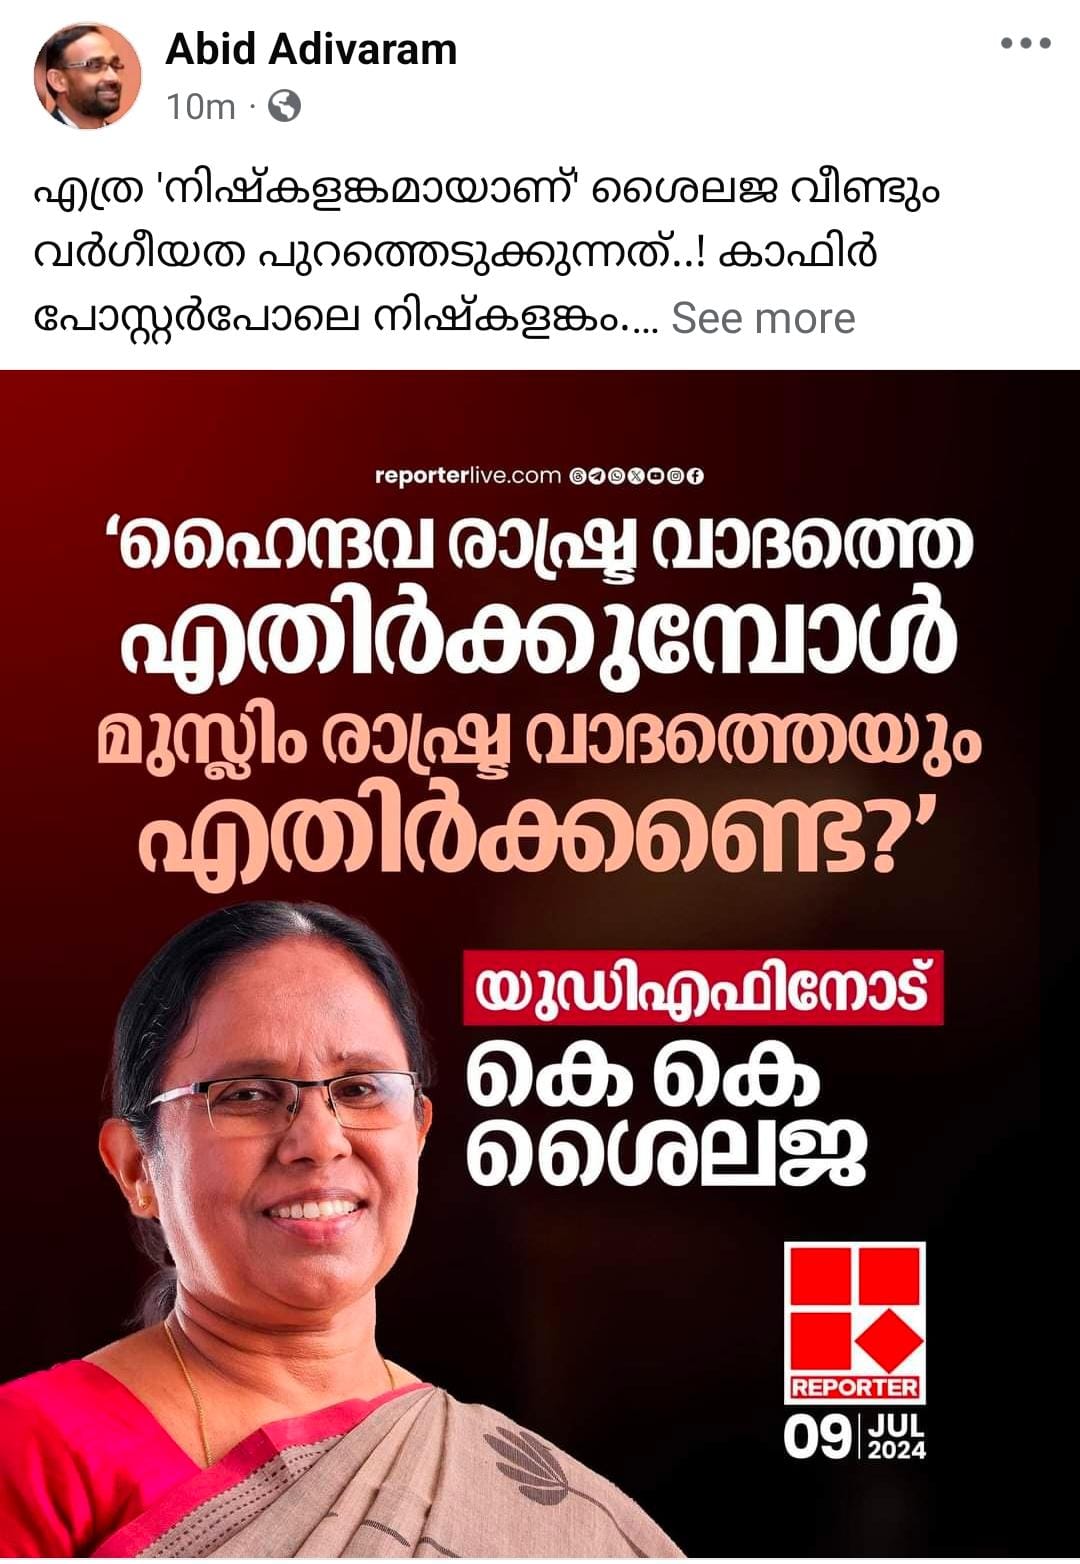 Abid Adivaram
10m ·
എത്ര 'നിഷ്കളങ്കമായാണ്' ശൈലജ വീണ്ടും
വർഗീയത പുറത്തെടുക്കുന്നത്..! കാഫിർ
പോസ്റ്റർപോലെ നിഷ്കളങ്കം.... See more
reporterlive.com
‘ഹൈന്ദവ രാഷ്ട്ര വാദത്തെ
എതിർക്കുമ്പോൾ
മുസ്ലിം രാഷ്ട്ര വാദത്തെയും
എതിർക്കണ്ടെ?’
യുഡിഎഫിനോട്
കെ കെ
ശൈലജ
REPORTER
09 JUL
2024